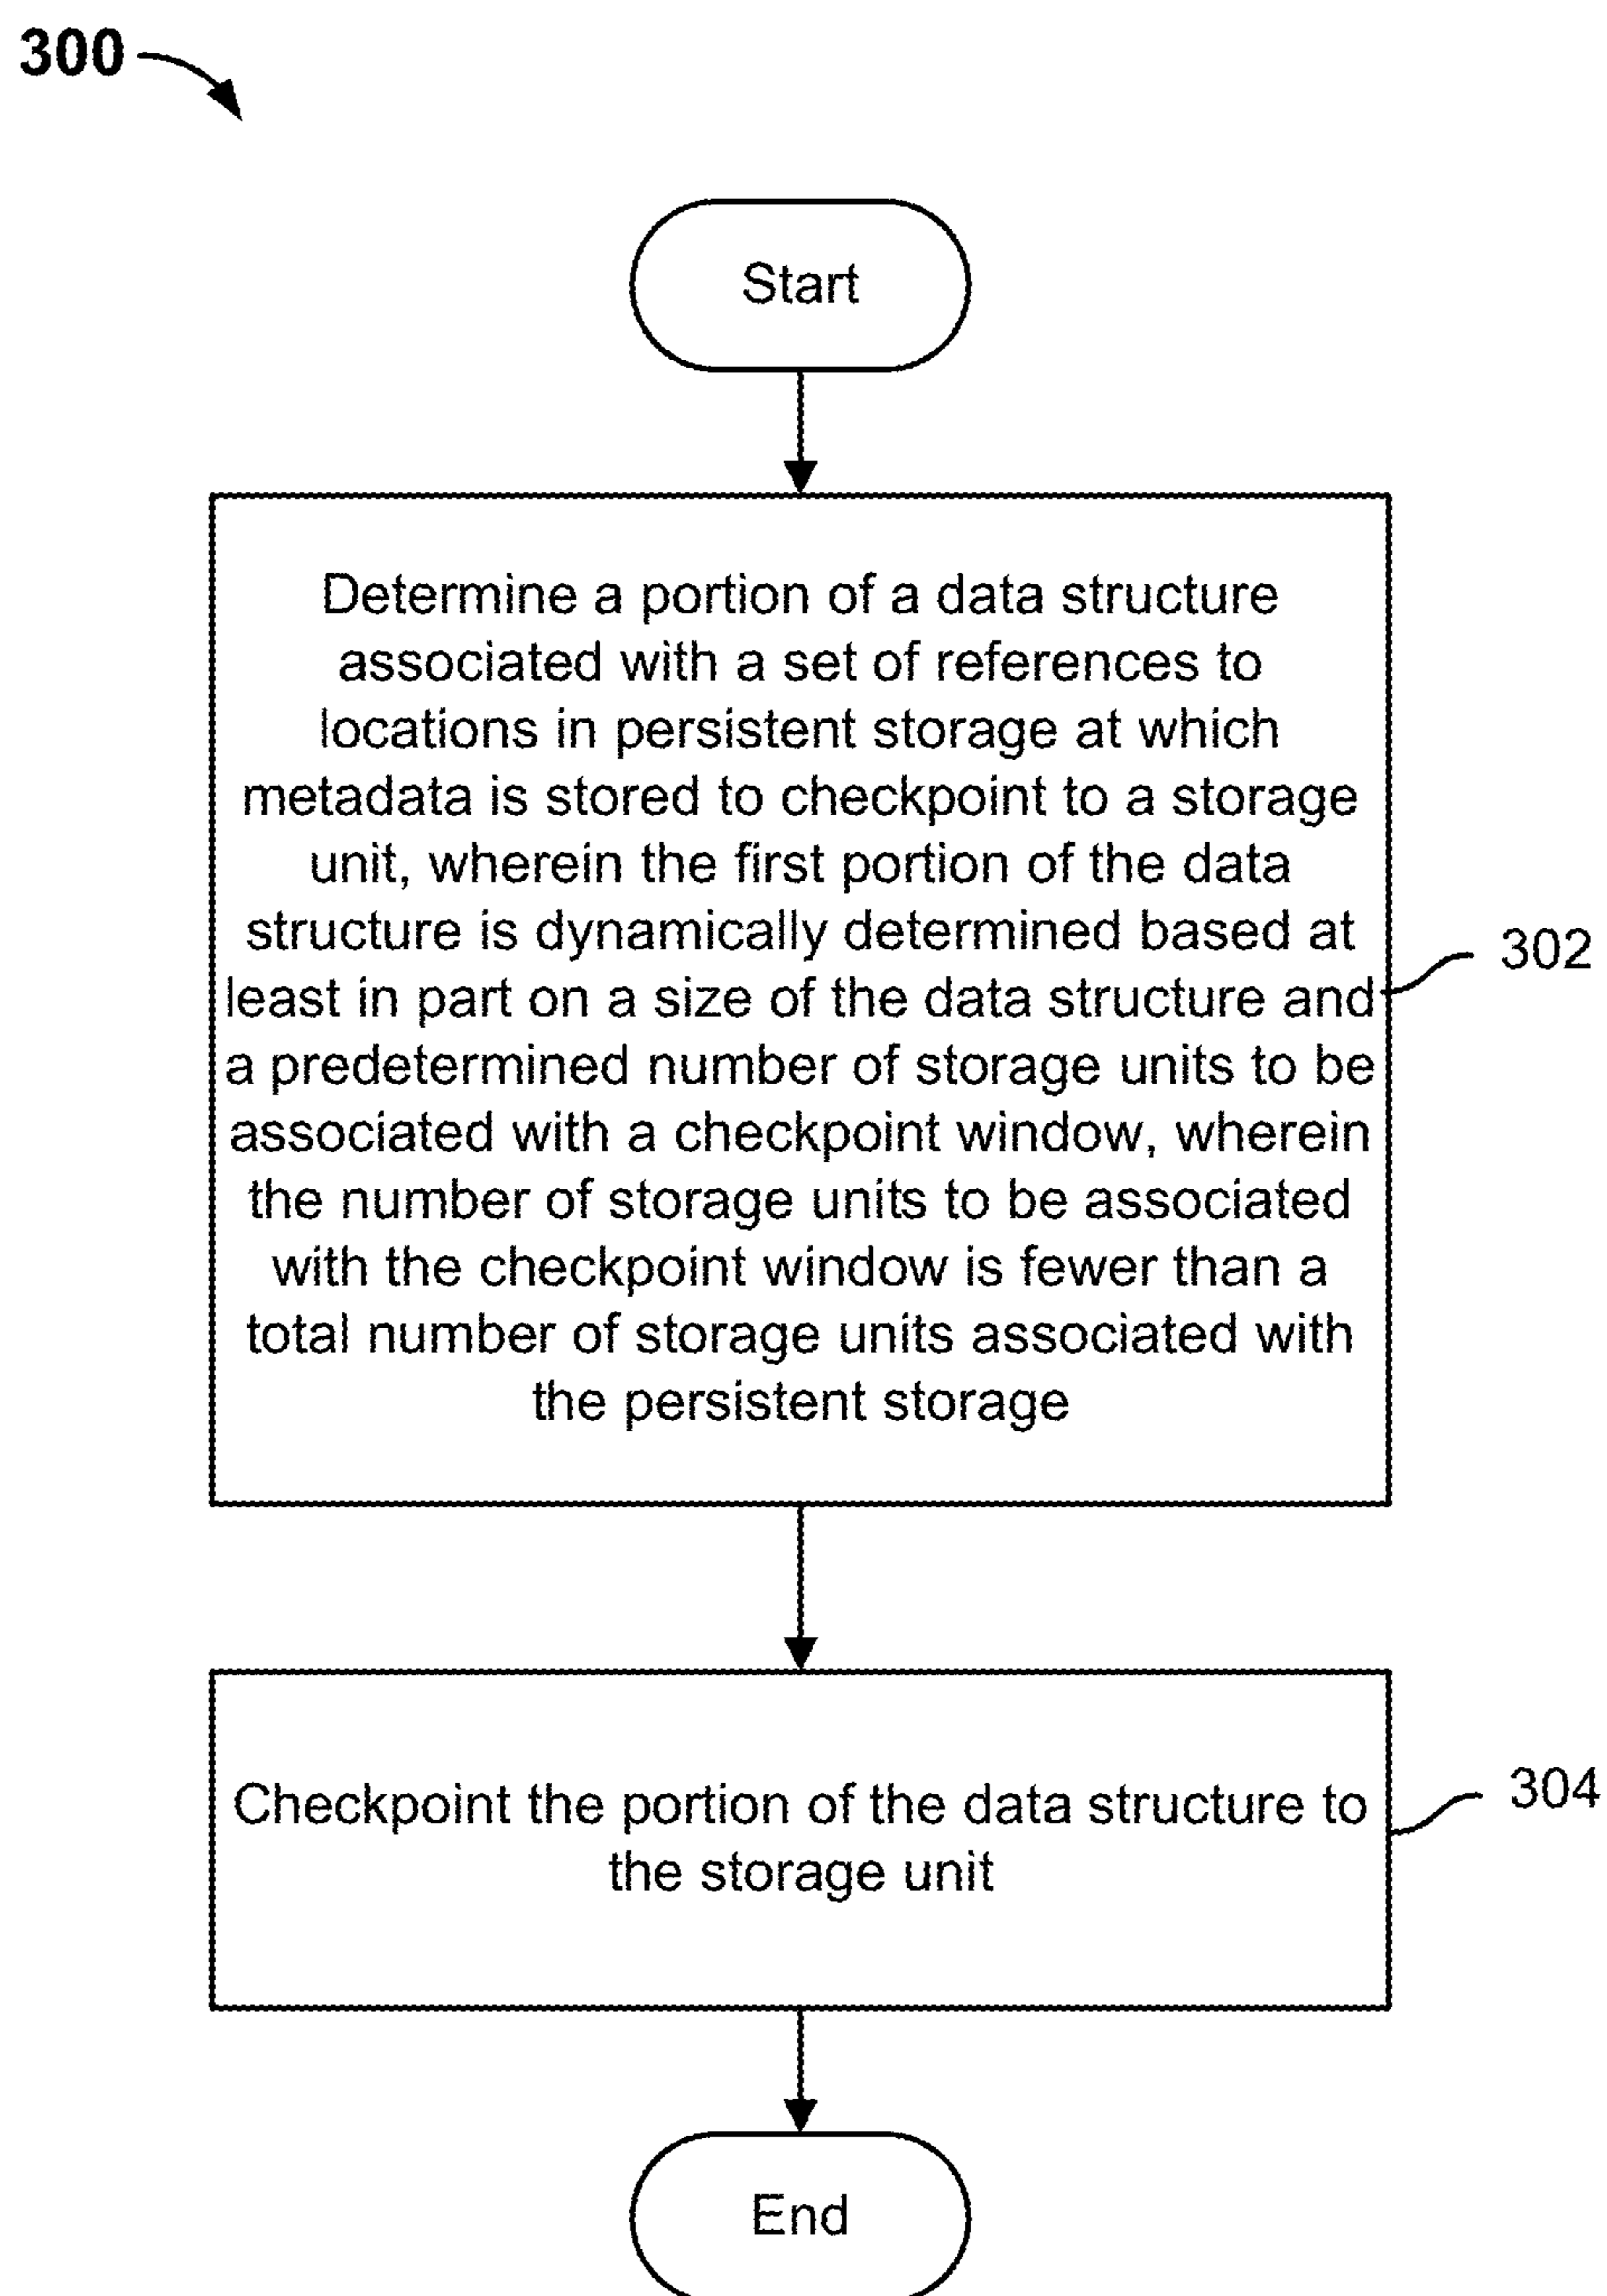 300
Start
Determine a portion of a data structure
associated with a set of references to
locations in persistent storage at which
metadata is stored to checkpoint to a storage
unit, wherein the first portion of the data
structure is dynamically determined based at
least in part on a size of the data structure and
a predetermined number of storage units to be
associated with a checkpoint window, wherein
the number of storage units to be associated
with the checkpoint window is fewer than a
total number of storage units associated with
the persistent storage
302
Checkpoint the portion of the data structure to
the storage unit
304
End